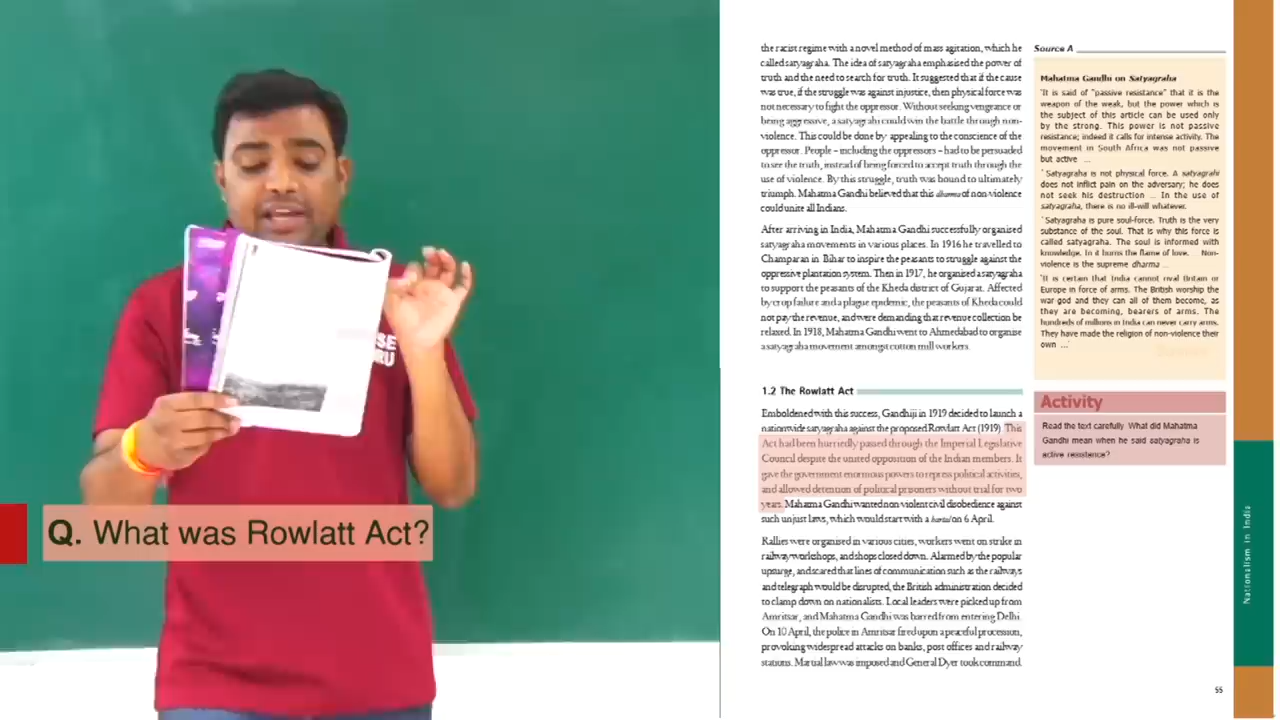 Q. What was Rowlatt Act?
the racist regime with a novel method of mass agitation, which he
called satyagraha. The idea of satyagraha emphasised the power of
truth and the need to search for truth. It suggested that if the cause
was true, if the struggle was against injustice, then physical force was
not necessary to fight the oppressor. Without seeking vengeance or
being aggressive, a satyagrahi could win the battle through non-
violence. This could be done by appealing to the conscience of the
oppressor. People – including the oppressors – had to be persuaded
to see the truth, instead of being forced to accept truth through the
use of violence. By this struggle, truth was bound to ultimately
triumph. Mahatma Gandhi believed that this dharma of non-violence
could unite all Indians.
After arriving in India, Mahatma Gandhi successfully organised
satyagraha movements in various places. In 1916 he travelled to
Champaran in Bihar to inspire the peasants to struggle against the
oppressive plantation system. Then in 1917, he organised a satyagraha
to support the peasants of the Kheda district of Gujarat. Affected
by crop failure and a plague epidemic, the peasants of Kheda could
not pay the revenue, and were demanding that revenue collection be
relaxed. In 1918, Mahatma Gandhi went to Ahmedabad to organise
a satyagraha movement amongst cotton mill workers.
1.2 The Rowlatt Act
Emboldened with this success, Gandhiji in 1919 decided to launch a
nationwide satyagraha against the proposed Rowlatt Act (1919). This
Act had been hurriedly passed through the Imperial Legislative
Council despite the united opposition of the Indian members. It
gave the government enormous powers to repress political activities,
and allowed detention of political prisoners without trial for two
years. Mahatma Gandhi wanted non-violent civil disobedience against
such unjust laws, which would start with a hartal on 6 April.
Rallies were organised in various cities, workers went on strike in
railway workshops, and shops closed down. Alarmed by the popular
upsurge, and scared that lines of communication such as the railways
and telegraph would be disrupted, the British administration decided
to clamp down on nationalists. Local leaders were picked up from
Amritsar, and Mahatma Gandhi was barred from entering Delhi.
On 10 April, the police in Amritsar fired upon a peaceful procession,
provoking widespread attacks on banks, post offices and railway
stations. Martial law was imposed and General Dyer took command.
Source A
Mahatma Gandhi on Satyagraha
'It is said of "passive resistance" that it is the
weapon of the weak, but the power which is
the subject of this article can be used only
by the strong. This power is not passive
resistance; indeed it calls for intense activity. The
movement in South Africa was not passive
but active ...
'Satyagraha is not physical force. A satyagrahi
does not inflict pain on the adversary; he does
not seek his destruction ... In the use of
satyagraha, there is no ill-will whatever.
'Satyagraha is pure soul-force. Truth is the very
substance of the soul. That is why this force is
called satyagraha. The soul is informed with
knowledge. In it burns the flame of love. ... Non-
violence is the supreme dharma ...
'It is certain that India cannot rival Britain or
Europe in force of arms. The British worship the
war-god and they can all of them become, as
they are becoming, bearers of arms. The
hundreds of millions in India can never carry arms.
They have made the religion of non-violence their
own ...'
Activity
Read the text carefully. What did Mahatma
Gandhi mean when he said satyagraha is
active resistance?
Nationalism in India
55